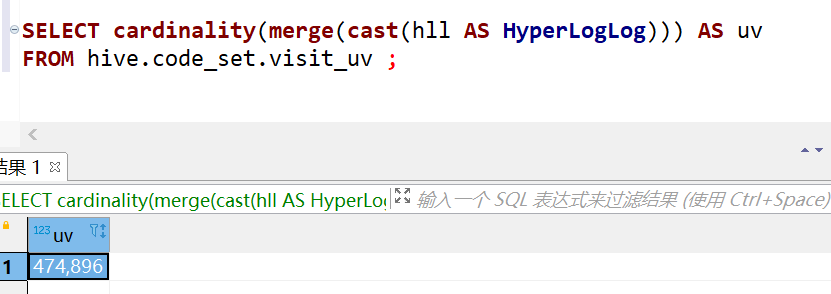 SELECT cardinality(merge(cast(hll AS HyperLogLog))) AS uv
FROM hive.code_set.visit_uv ;
结果 1
SELECT cardinality(merge(cast(hll AS HyperLog 输入一个 SQL 表达式来过滤结果 (使用 Ctrl+Space)
123 uv
1 474,896